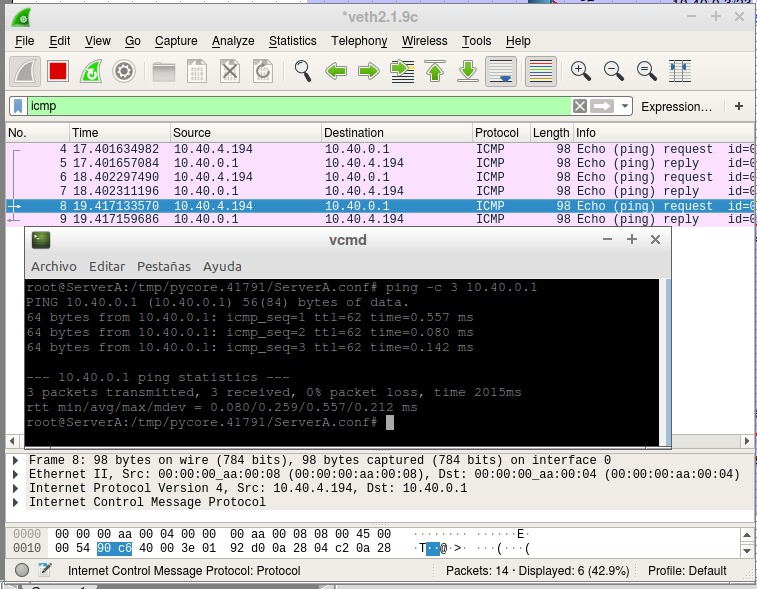 *veth2.1.9c
File Edit View Go Capture Analyze Statistics Telephony Wireless Tools Help
icmp
Expression… +
No. Time Source Destination Protocol Length Info
4 17.401634982 10.40.4.194 10.40.0.1 ICMP 98 Echo (ping) request id=0
5 17.401657084 10.40.0.1 10.40.4.194 ICMP 98 Echo (ping) reply id=0
6 18.402297490 10.40.4.194 10.40.0.1 ICMP 98 Echo (ping) request id=0
7 18.402311196 10.40.0.1 10.40.4.194 ICMP 98 Echo (ping) reply id=0
8 19.417133570 10.40.4.194 10.40.0.1 ICMP 98 Echo (ping) request id=0
9 19.417159686 10.40.0.1 10.40.4.194 ICMP 98 Echo (ping) reply id=0
vcmd
Archivo Editar Pestañas Ayuda
root@ServerA:/tmp/pycore.41791/ServerA.conf# ping -c 3 10.40.0.1
PING 10.40.0.1 (10.40.0.1) 56(84) bytes of data.
64 bytes from 10.40.0.1: icmp_seq=1 ttl=62 time=0.557 ms
64 bytes from 10.40.0.1: icmp_seq=2 ttl=62 time=0.080 ms
64 bytes from 10.40.0.1: icmp_seq=3 ttl=62 time=0.142 ms
--- 10.40.0.1 ping statistics ---
3 packets transmitted, 3 received, 0% packet loss, time 2015ms
rtt min/avg/max/mdev = 0.080/0.259/0.557/0.212 ms
root@ServerA:/tmp/pycore.41791/ServerA.conf#
Frame 8: 98 bytes on wire (784 bits), 98 bytes captured (784 bits) on interface 0
Ethernet II, Src: 00:00:00_aa:00:08 (00:00:00:aa:00:08), Dst: 00:00:00_aa:00:04 (00:00:00:aa:00:04)
Internet Protocol Version 4, Src: 10.40.4.194, Dst: 10.40.0.1
Internet Control Message Protocol
0000 00 00 00 aa 00 04 00 00 00 aa 00 08 08 00 45 00 ········ ······E·
0010 00 54 90 c6 40 00 3e 01 92 d0 0a 28 04 c2 0a 28 ·T··@·>· ···(···(
Internet Control Message Protocol: Protocol
Packets: 14 · Displayed: 6 (42.9%)
Profile: Default